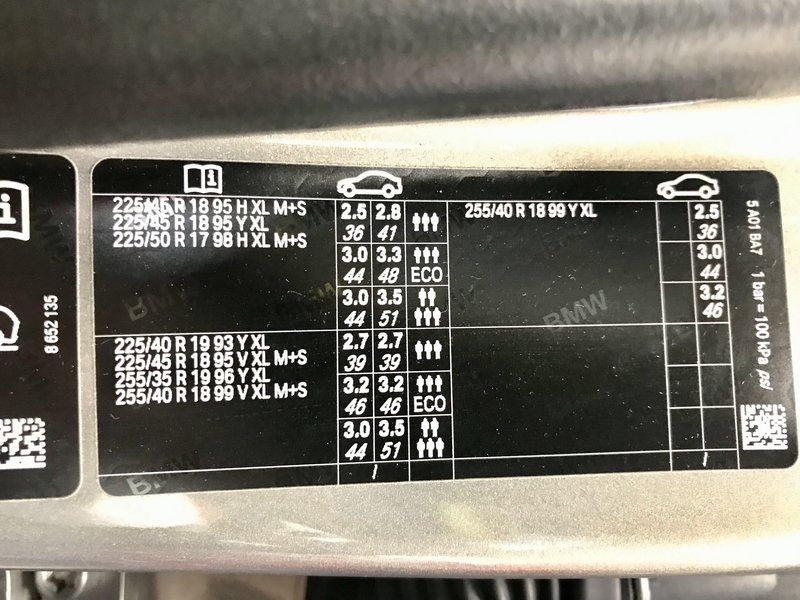 225/45 R 18 95 H XL M+S
225/45 R 18 95 Y XL
225/50 R 17 98 H XL M+S
2.5 2.8
36 41
3.0 3.3
44 48 ECO
3.0 3.5
44 51
255/40 R 18 99 Y XL
2.5
36
3.0
44
3.2
46
225/40 R 19 93 Y XL
225/45 R 18 95 V XL M+S
255/35 R 19 96 Y XL
255/40 R 18 99 V XL M+S
2.7 2.7
39 39
3.2 3.2
46 46 ECO
3.0 3.5
44 51
/
/
5 A01 BA7 1 bar = 100 kPa psi
8 652 135
BMW
BMW
BMW